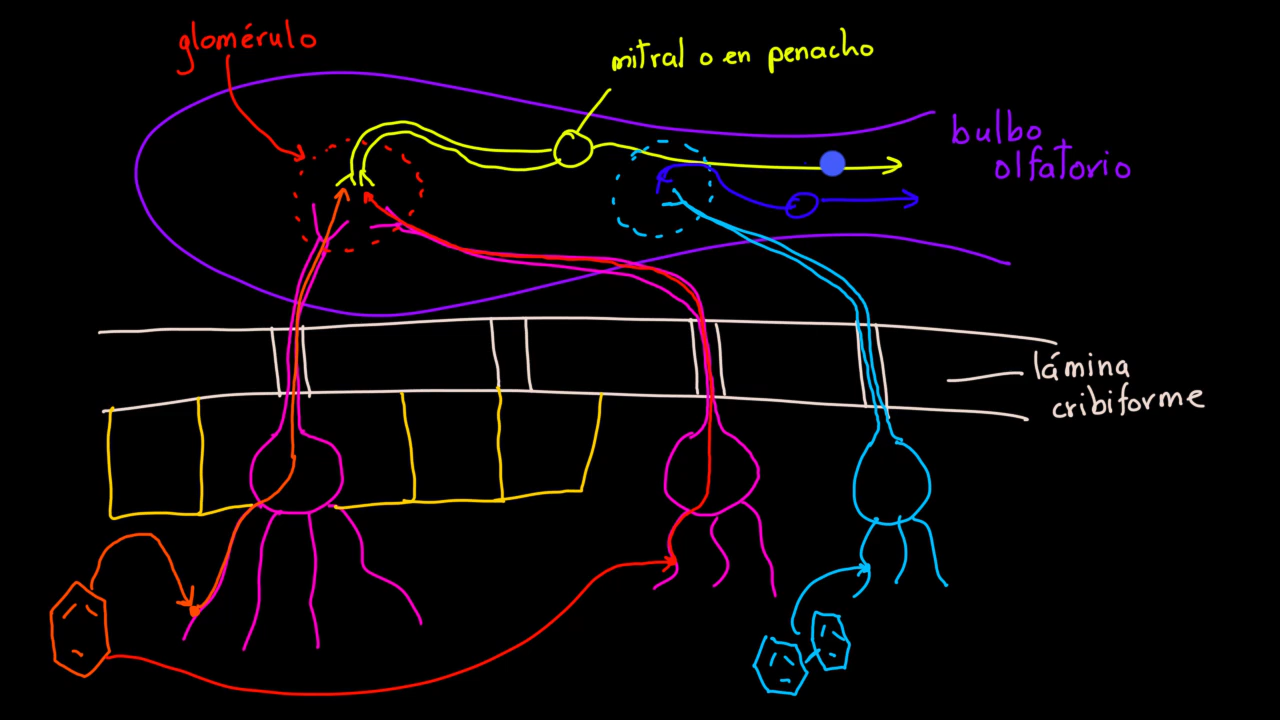 glomérulo
mitral o en penacho
bulbo
olfatorio
lámina
cribiforme